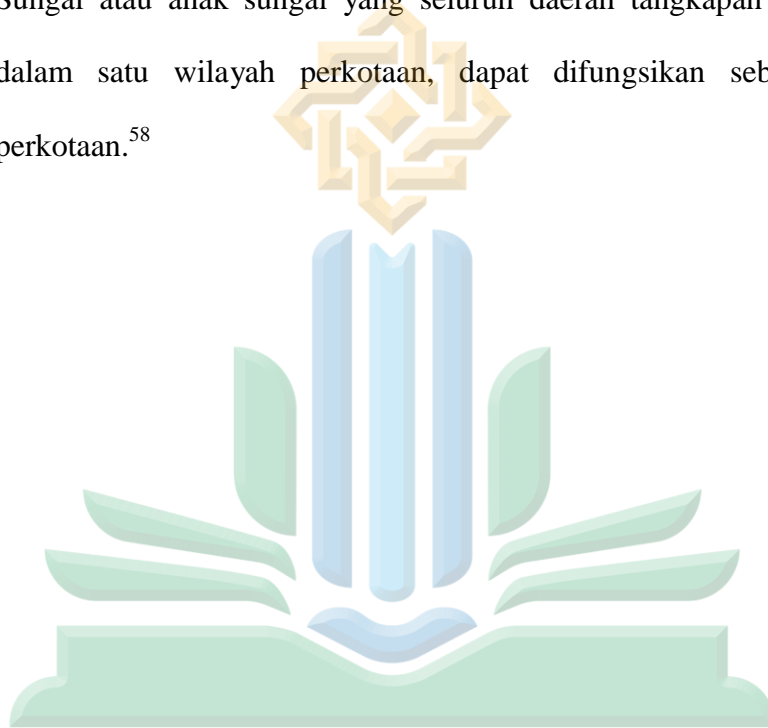 Sungai atau anak sungai yang seluruh daerah tangkapan
dalam satu wilayah perkotaan, dapat difungsikan seb
perkotaan.58